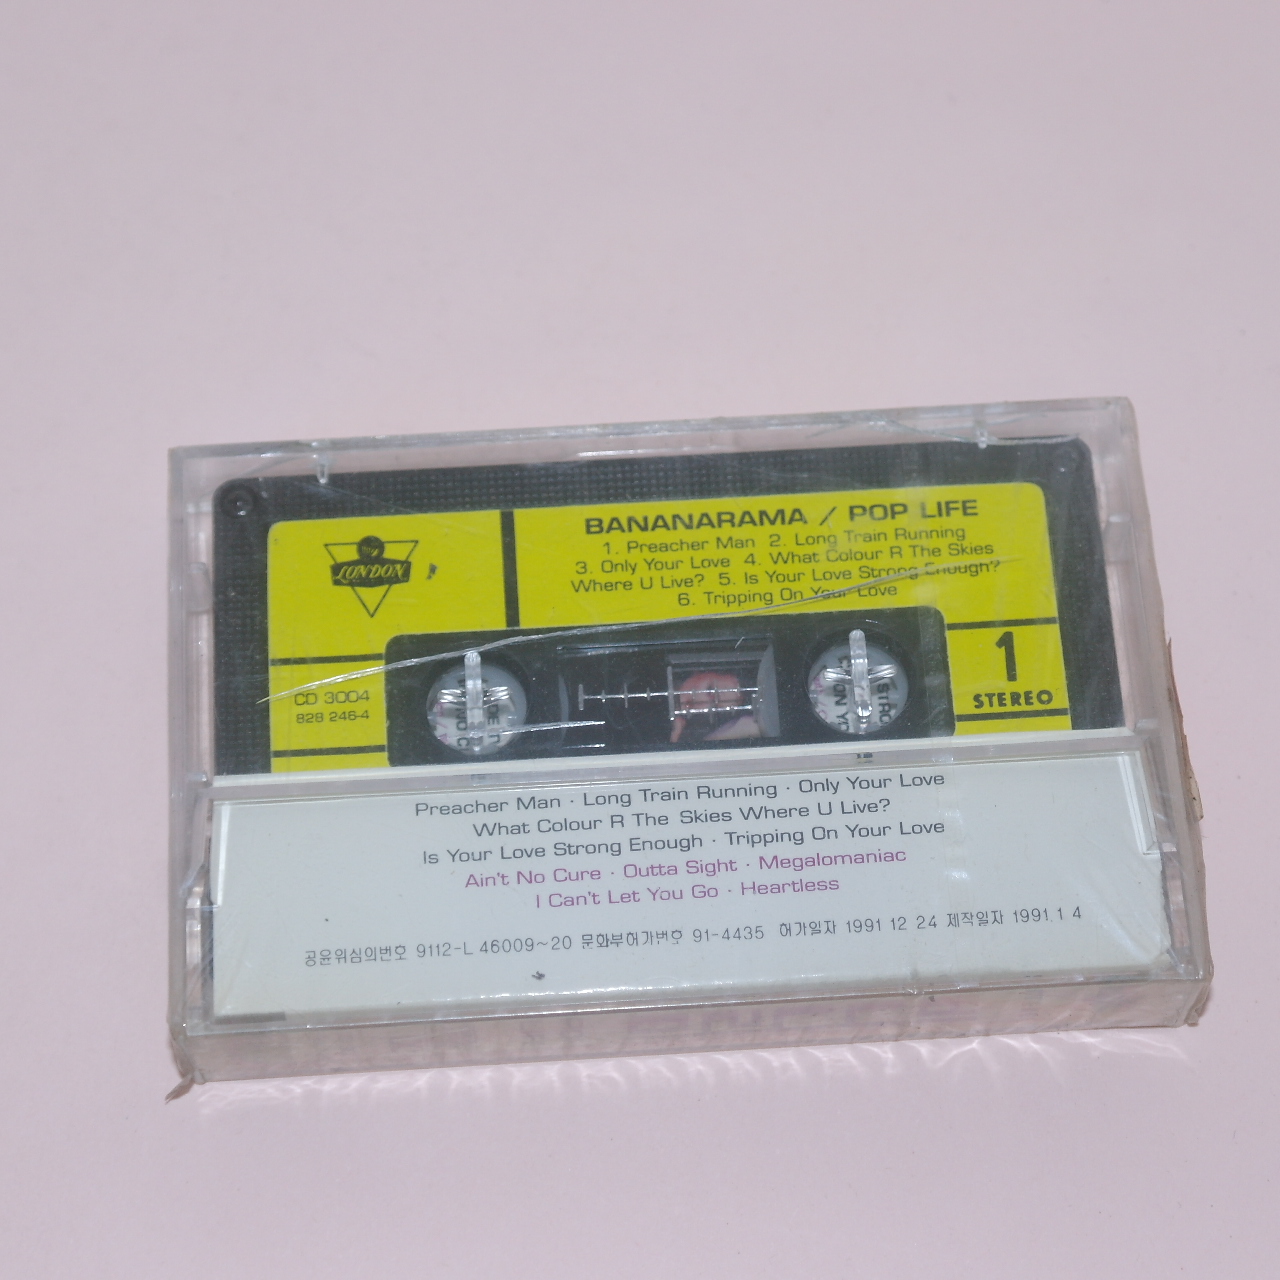 BANANARAMA / POP LIFE
1. Preacher Man 2. Long Train Running
3. Only Your Love 4. What Colour R The Skies
Where U Live? 5. Is Your Love Strong Enough?
6. Tripping On Your Love
LONDON
1
STEREO
CD 3004
828 246-4
Preacher Man · Long Train Running · Only Your Love
What Colour R The Skies Where U Live?
Is Your Love Strong Enough · Tripping On Your Love
Ain't No Cure · Outta Sight · Megalomaniac
I Can't Let You Go · Heartless
공윤위심의번호 9112-L 46009~20 문화부허가번호 91-4435 허가일자 1991 12 24 제작일자 1991.1 4